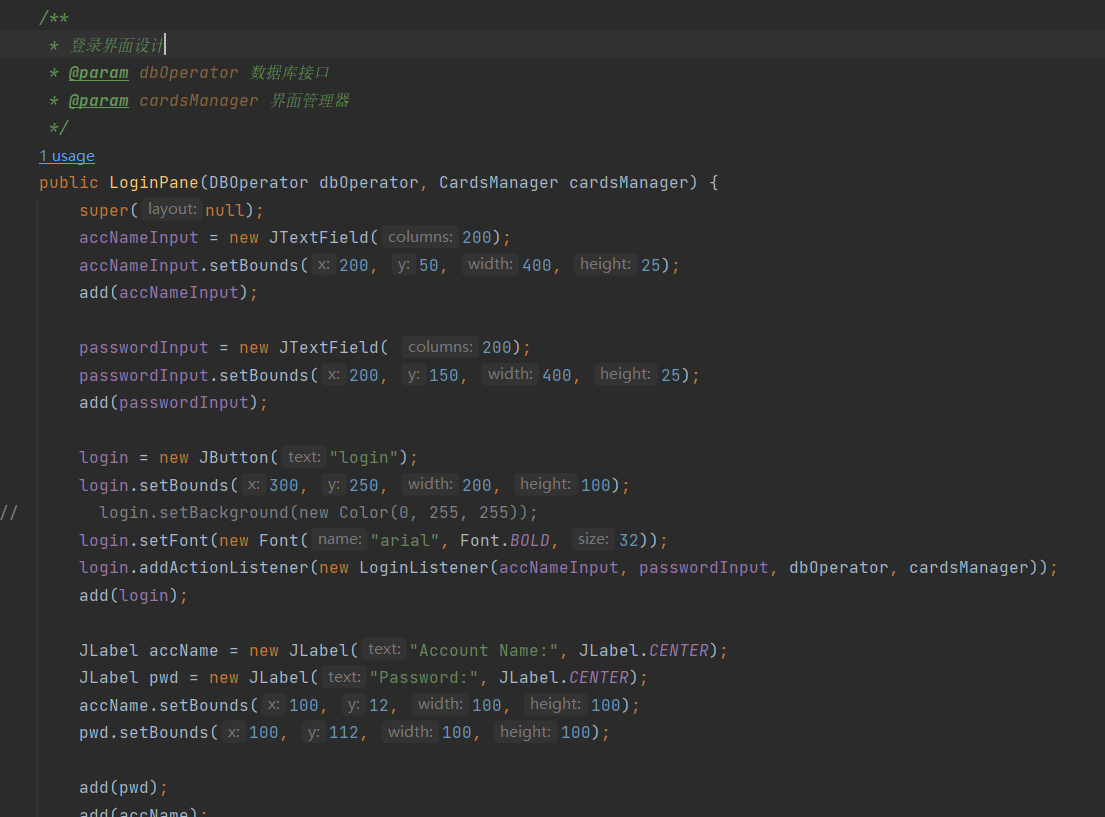 /**
* 登录界面设计
* @param dbOperator 数据库接口
* @param cardsManager 界面管理器
*/
1 usage
public LoginPane(DBOperator dbOperator, CardsManager cardsManager) {
super( layout: null);
accNameInput = new JTextField( columns: 200);
accNameInput.setBounds( x: 200, y: 50, width: 400, height: 25);
add(accNameInput);
passwordInput = new JTextField( columns: 200);
passwordInput.setBounds( x: 200, y: 150, width: 400, height: 25);
add(passwordInput);
login = new JButton( text: "login");
login.setBounds( x: 300, y: 250, width: 200, height: 100);
// login.setBackground(new Color(0, 255, 255));
login.setFont(new Font( name: "arial", Font.BOLD, size: 32));
login.addActionListener(new LoginListener(accNameInput, passwordInput, dbOperator, cardsManager));
add(login);
JLabel accName = new JLabel( text: "Account Name:", JLabel.CENTER);
JLabel pwd = new JLabel( text: "Password:", JLabel.CENTER);
accName.setBounds( x: 100, y: 12, width: 100, height: 100);
pwd.setBounds( x: 100, y: 112, width: 100, height: 100);
add(pwd);
add(accName);